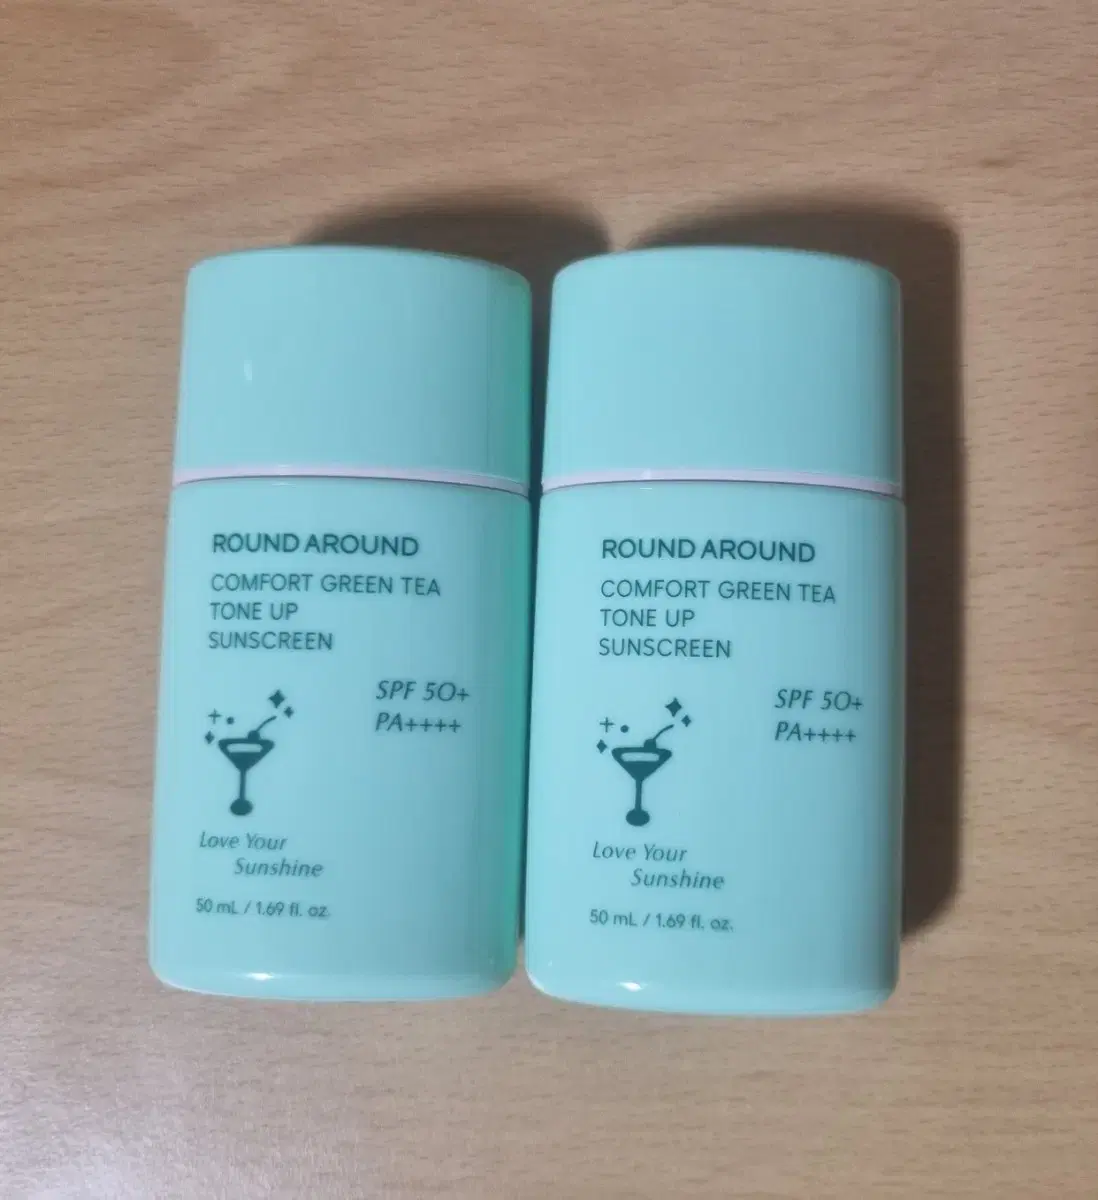 ROUND AROUND
COMFORT GREEN TEA
TONE UP
SUNSCREEN
SPF 50+
PA++++
Love Your
Sunshine
50 mL / 1.69 fl. oz.
ROUND AROUND
COMFORT GREEN TEA
TONE UP
SUNSCREEN
SPF 50+
PA++++
Love Your
Sunshine
50 mL / 1.69 fl. oz.